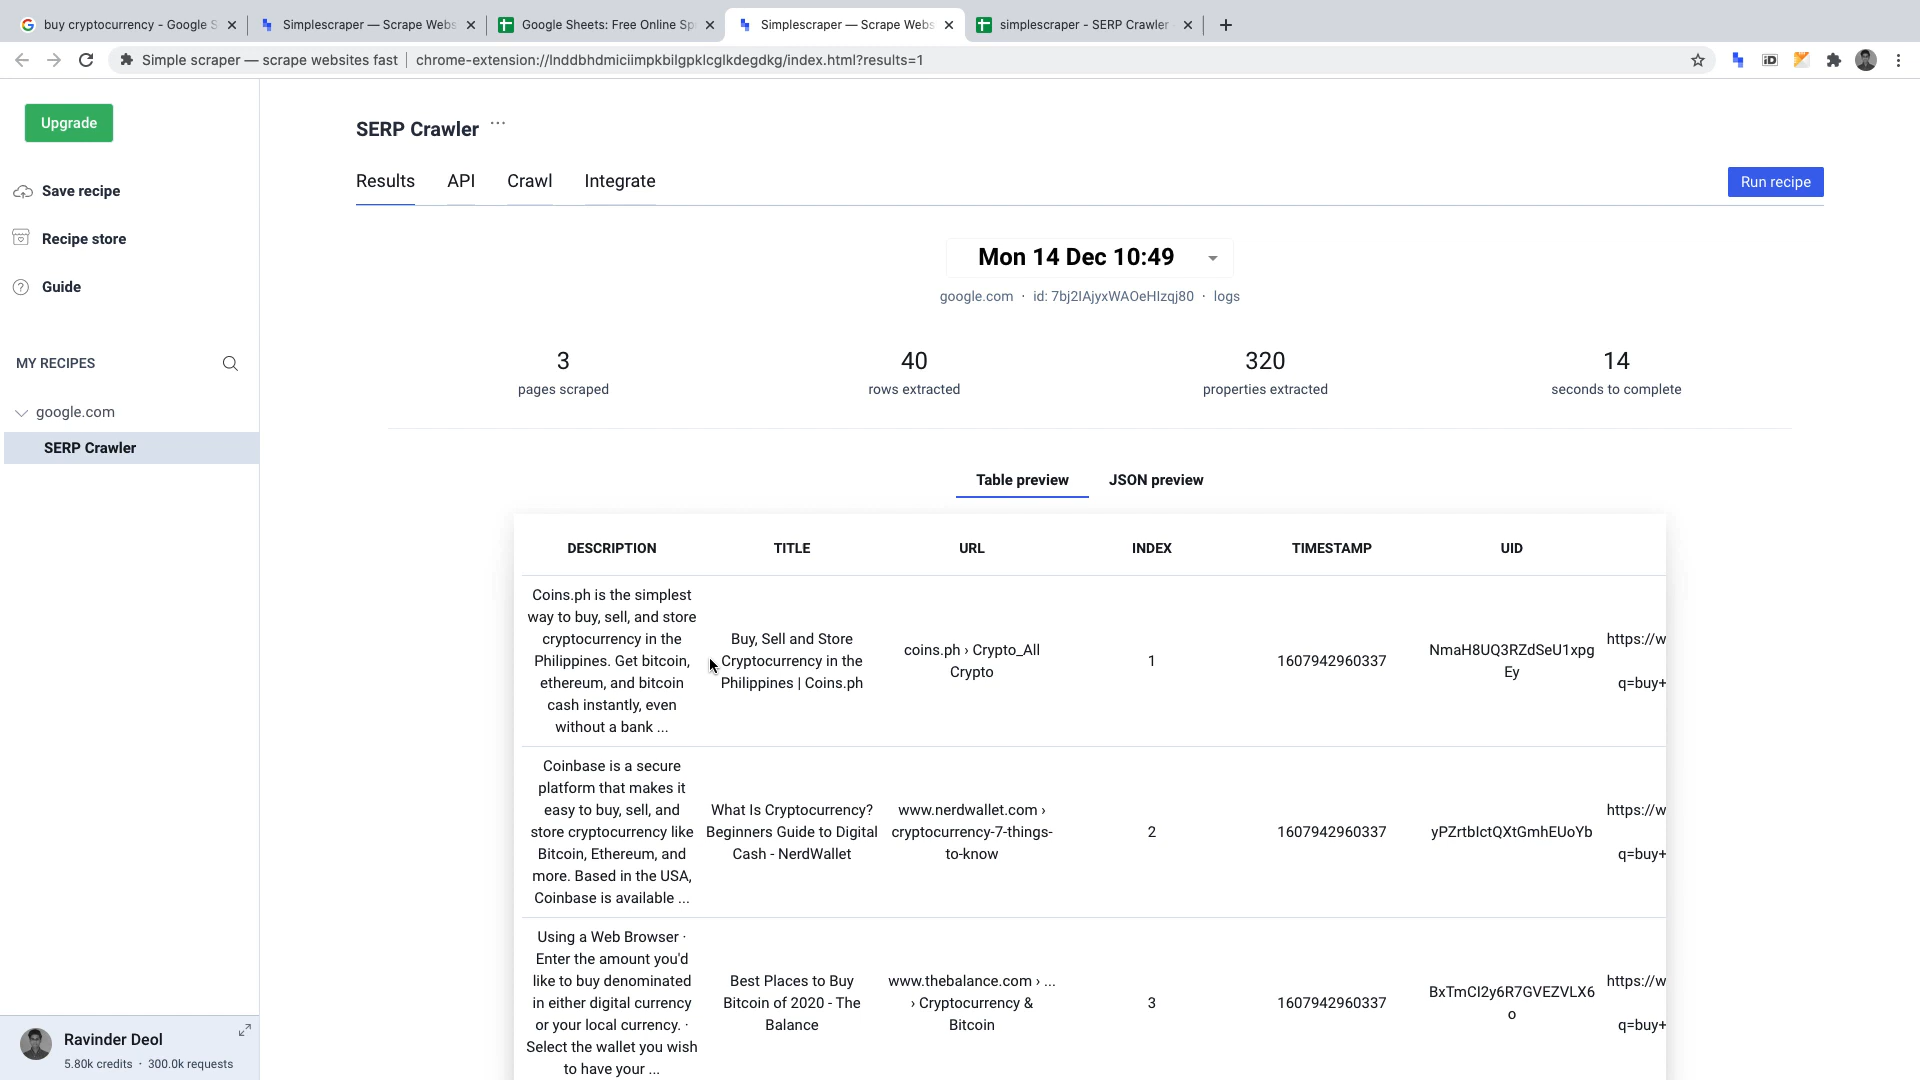 buy cryptocurrency - Google S
Simplescraper — Scrape Webs
Google Sheets: Free Online Sp
Simplescraper — Scrape Webs
simplescraper - SERP Crawler
Simple scraper — scrape websites fast
chrome-extension://lnddbhdmiciimpkbilgpklcglkdegdkg/index.html?results=1
Upgrade
Save recipe
Recipe store
Guide
MY RECIPES
google.com
SERP Crawler
Ravinder Deol
5.80k credits · 300.0k requests
SERP Crawler ...
Results API Crawl Integrate
Run recipe
Mon 14 Dec 10:49
google.com · id: 7bj2IAjyxWAOeHIzqj80 · logs
3 40 320 14
pages scraped rows extracted properties extracted seconds to complete
Table preview JSON preview
DESCRIPTION TITLE URL INDEX TIMESTAMP UID
Coins.ph is the simplest
way to buy, sell, and store
cryptocurrency in the
Philippines. Get bitcoin,
ethereum, and bitcoin
cash instantly, even
without a bank ...
Buy, Sell and Store
Cryptocurrency in the
Philippines | Coins.ph
coins.ph › Crypto_All
Crypto
1
1607942960337
NmaH8UQ3RZdSeU1xpg
Ey
https://w
q=buy+
Coinbase is a secure
platform that makes it
easy to buy, sell, and
store cryptocurrency like
Bitcoin, Ethereum, and
more. Based in the USA,
Coinbase is available ...
What Is Cryptocurrency?
Beginners Guide to Digital
Cash - NerdWallet
www.nerdwallet.com ›
cryptocurrency-7-things-
to-know
2
1607942960337
yPZrtbIctQXtGmhEUoYb
https://w
q=buy+
Using a Web Browser ·
Enter the amount you'd
like to buy denominated
in either digital currency
or your local currency. ·
Select the wallet you wish
to have your ...
Best Places to Buy
Bitcoin of 2020 - The
Balance
www.thebalance.com › ...
› Cryptocurrency &
Bitcoin
3
1607942960337
BxTmCI2y6R7GVEZVLX6
o
https://w
q=buy+